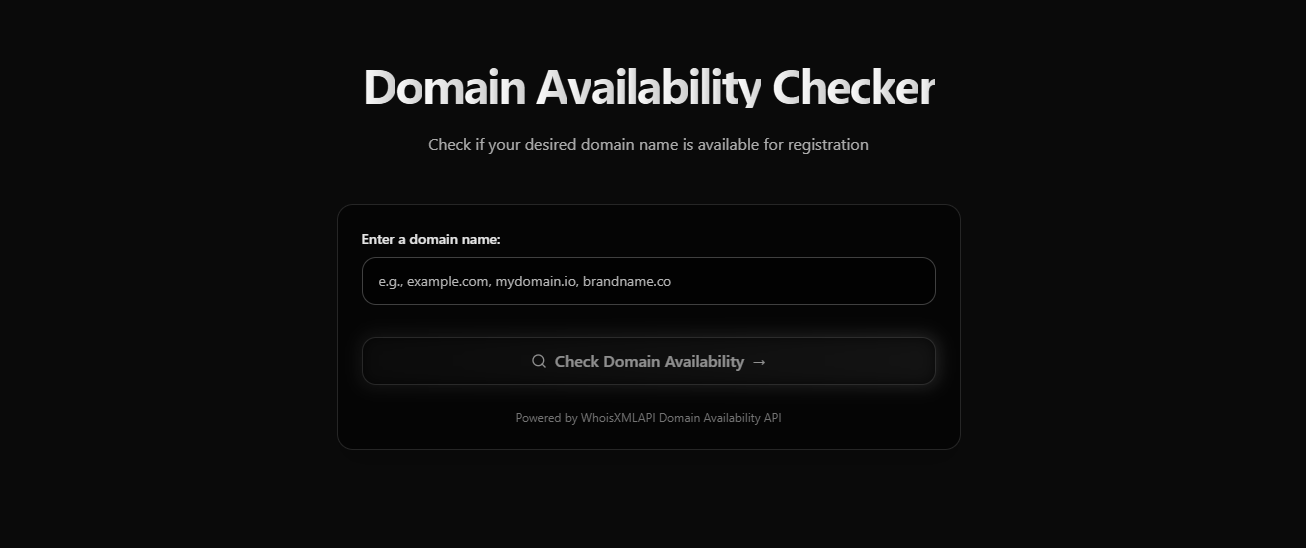 Domain Availability Checker
Check if your desired domain name is available for registration
Enter a domain name:
e.g., example.com, mydomain.io, brandname.co
Check Domain Availability →
Powered by WhoisXMLAPI Domain Availability API